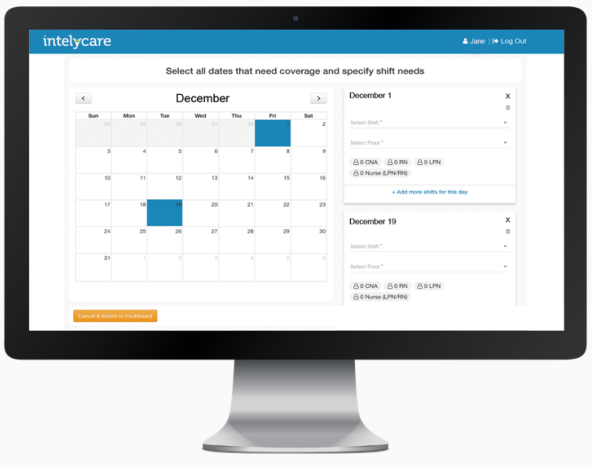 intelycare
Jane | Log Out
Select all dates that need coverage and specify shift needs
<
December
>
Sun Mon Tue Wed Thu Fri Sat
24 25 26 27 28 1 2
3 4 5 6 7 8 9
10 11 12 13 14 15 16
17 18 19 20 21 22 23
24 25 26 27 28 29 30
31 1 2 3 4 5 6
Cancel & Return to Dashboard
December 1 X
Select Shift *
Select Floor *
0 CNA 0 RN 0 LPN
0 Nurse (LPN/RN)
+ Add more shifts for this day
December 19 X
Select Shift *
Select Floor *
0 CNA 0 RN 0 LPN
0 Nurse (LPN/RN)